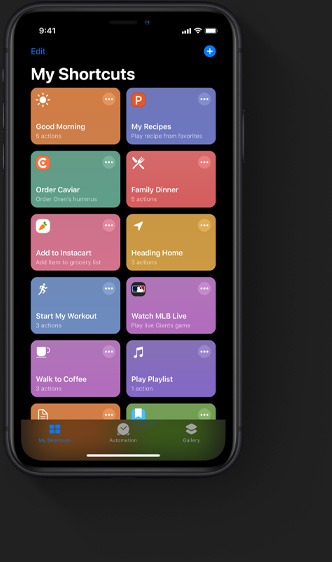 9:41
Edit
My Shortcuts
Good Morning
6 actions
My Recipes
Play recipe from favorites
Order Caviar
Order Oren's hummus
Family Dinner
5 actions
Add to Instacart
Add item to grocery list
Heading Home
3 actions
Start My Workout
3 actions
Watch MLB Live
Play live Giants game
Walk to Coffee
3 actions
Play Playlist
1 action
My Shortcuts
Automation
Gallery